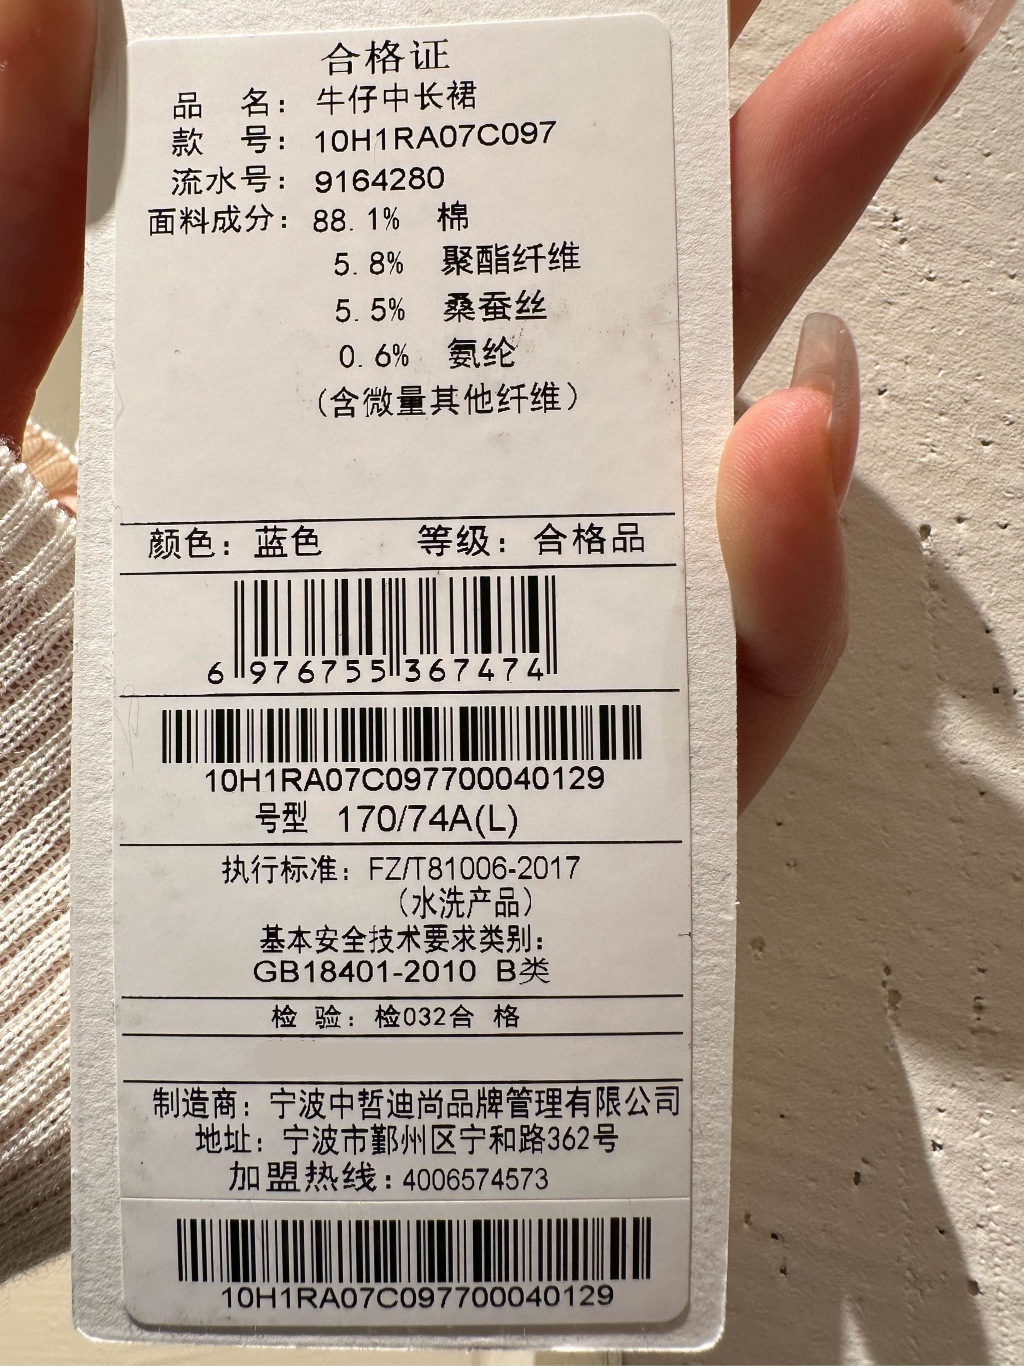 合格证
品 名：牛仔中长裙
款 号：10H1RA07C097
流水号：9164280
面料成分：88.1% 棉
5.8% 聚酯纤维
5.5% 桑蚕丝
0.6% 氨纶
（含微量其他纤维）
颜色：蓝色 等级：合格品
6 976755 367474
10H1RA07C097700040129
号型 170/74A(L)
执行标准：FZ/T81006-2017
（水洗产品）
基本安全技术要求类别：
GB18401-2010 B类
检 验：检032合 格
制造商：宁波中哲迪尚品牌管理有限公司
地址：宁波市鄞州区宁和路362号
加盟热线：4006574573
10H1RA07C097700040129